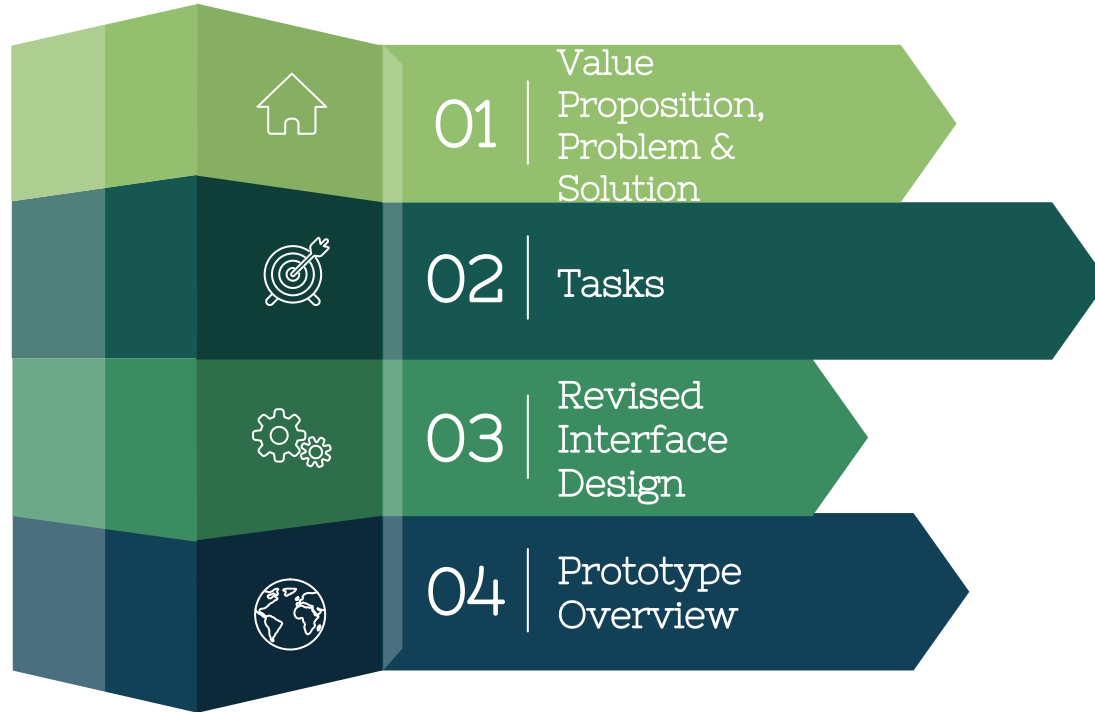 01
Value
Proposition,
Problem &
Solution
02
Tasks
03
Revised
Interface
Design
04
Prototype
Overview